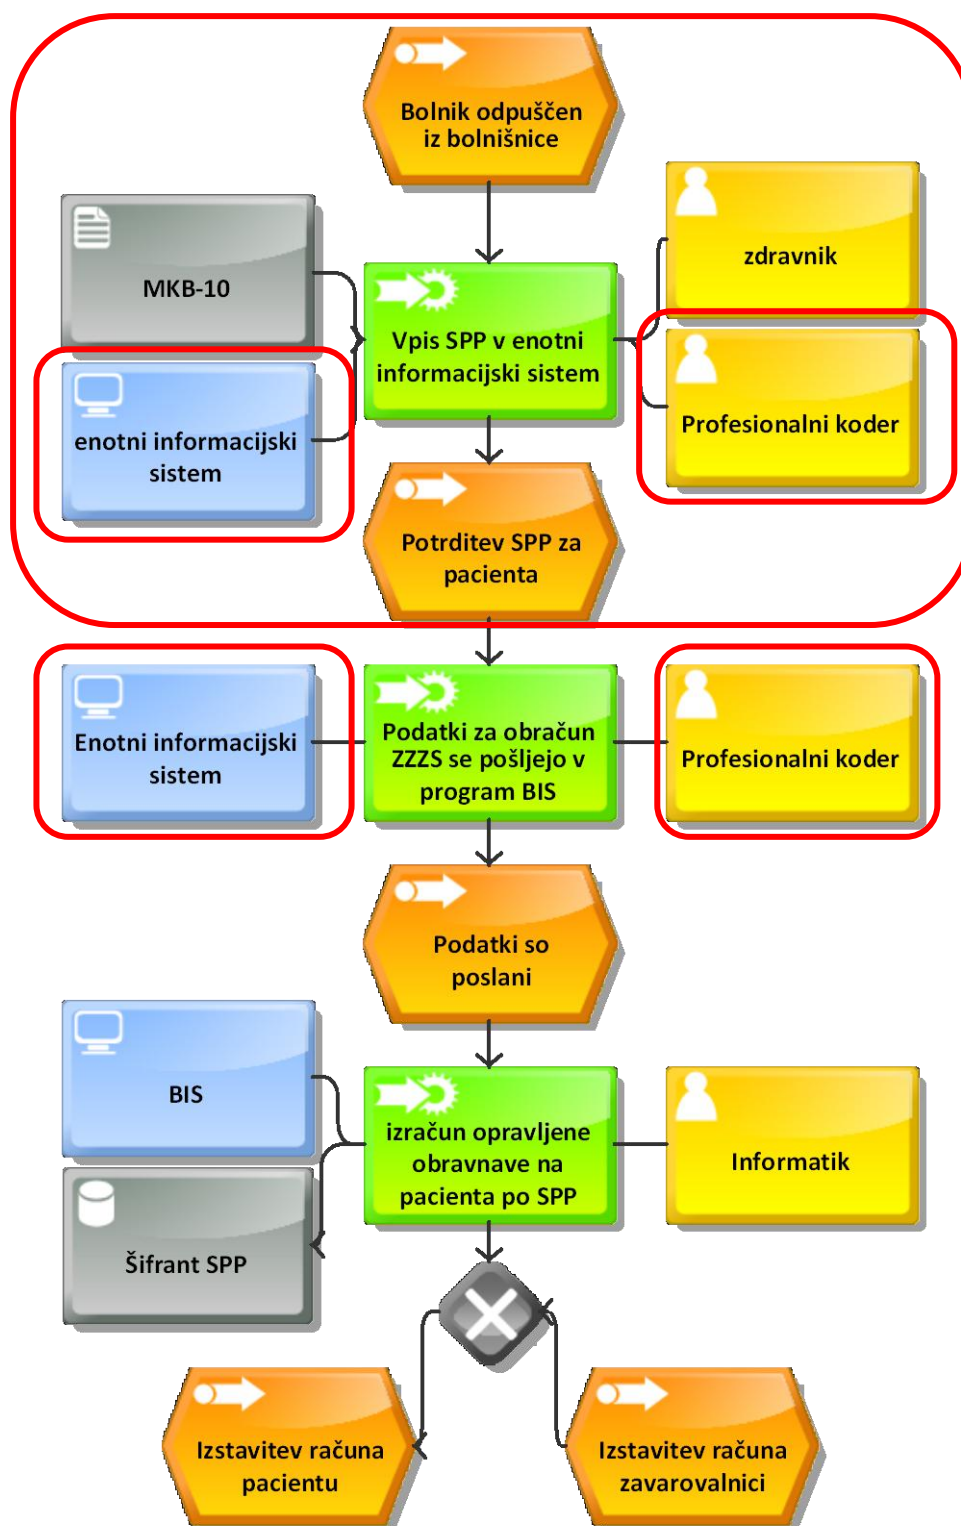 Bolnik odpuščen
iz bolnišnice
MKB-10
zdravnik
Vpis SPP v enotni
informacijski sistem
enotni informacijski
sistem
Profesionalni koder
Potrditev SPP za
pacienta
Enotni informacijski
sistem
Podatki za obračun
ZZZS se pošljejo v
program BIS
Profesionalni koder
Podatki so
poslani
BIS
izračun opravljene
obravnave na
pacienta po SPP
Informatik
Šifrant SPP
Izstavitev računa
pacientu
Izstavitev računa
zavarovalnici